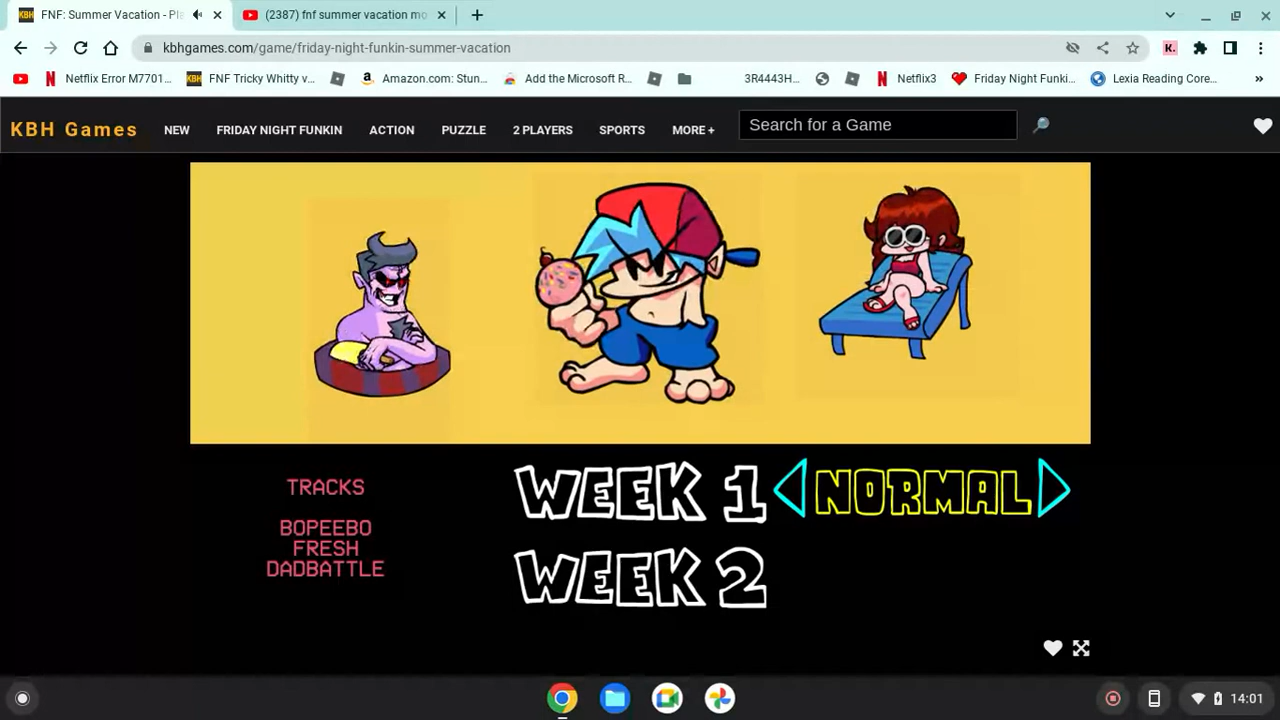 FNF: Summer Vacation - Pl
(2387) fnf summer vacation mo
kbhgames.com/game/friday-night-funkin-summer-vacation
K.
Netflix Error M7701...
KBH
FNF Tricky Whitty v...
Amazon.com: Stun...
Add the Microsoft R...
3R4443H...
Netflix3
Friday Night Funki...
Lexia Reading Core...
»
KBH Games
NEW
FRIDAY NIGHT FUNKIN
ACTION
PUZZLE
2 PLAYERS
SPORTS
MORE +
Search for a Game
TRACKS
BOPEEBO
FRESH
DADBATTLE
WEEK 1
NORMAL
WEEK 2
14:01